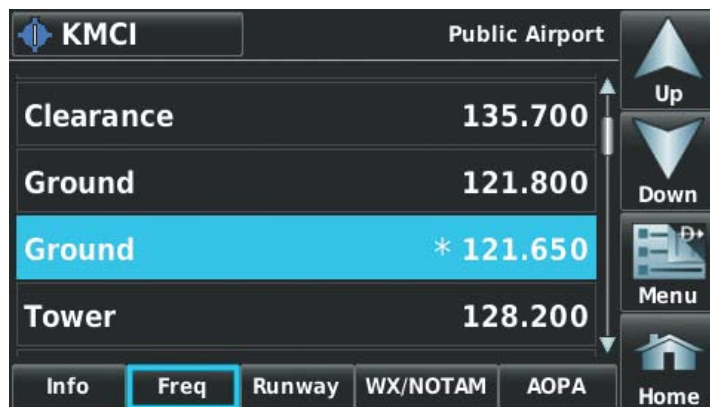 KMCI
Public Airport
Up
Clearance 135.700
Ground 121.800
Down
Ground * 121.650
D
Menu
Tower 128.200
Info Freq Runway WX/NOTAM AOPA
Home